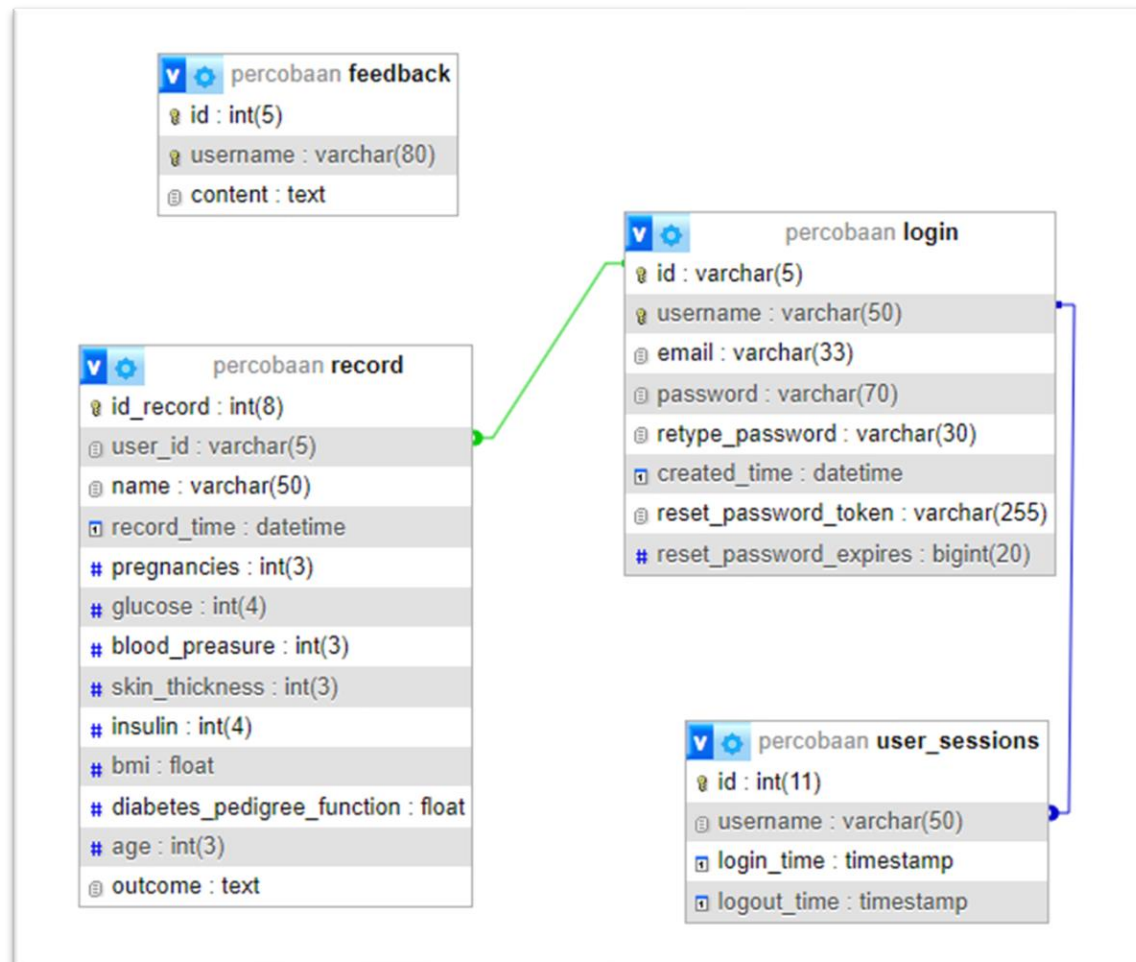 percobaan feedback
id : int(5)
username : varchar(80)
content : text
percobaan login
id : varchar(5)
username : varchar(50)
email : varchar(33)
password : varchar(70)
retype_password : varchar(30)
created_time : datetime
reset_password_token : varchar(255)
# reset_password_expires : bigint(20)
percobaan record
id_record : int(8)
user_id : varchar(5)
name : varchar(50)
record_time : datetime
# pregnancies : int(3)
# glucose : int(4)
# blood_preasure : int(3)
# skin_thickness : int(3)
# insulin : int(4)
# bmi : float
# diabetes_pedigree_function : float
# age : int(3)
outcome : text
percobaan user_sessions
id : int(11)
username : varchar(50)
login_time : timestamp
logout_time : timestamp